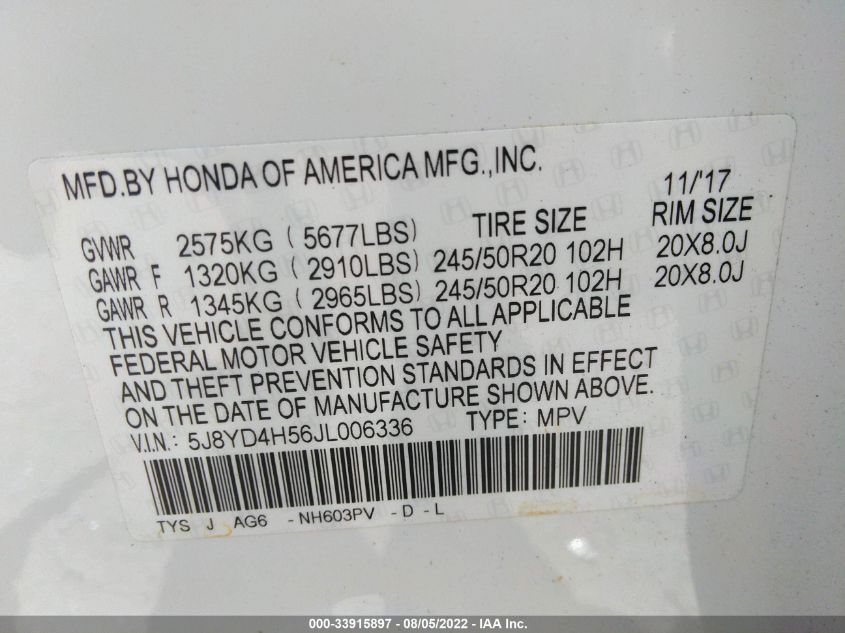 MFD.BY HONDA OF AMERICA MFG.,INC. 11/'17
TIRE SIZE RIM SIZE
GVWR 2575KG ( 5677LBS)
GAWR F 1320KG ( 2910LBS) 245/50R20 102H 20X8.0J
GAWR R 1345KG ( 2965LBS) 245/50R20 102H 20X8.0J
THIS VEHICLE CONFORMS TO ALL APPLICABLE
FEDERAL MOTOR VEHICLE SAFETY
AND THEFT PREVENTION STANDARDS IN EFFECT
ON THE DATE OF MANUFACTURE SHOWN ABOVE.
V.I.N.: 5J8YD4H56JL006336 TYPE: MPV
TYS J AG6 -NH603PV -D -L
000-33915897 - 08/05/2022 - IAA, Inc.